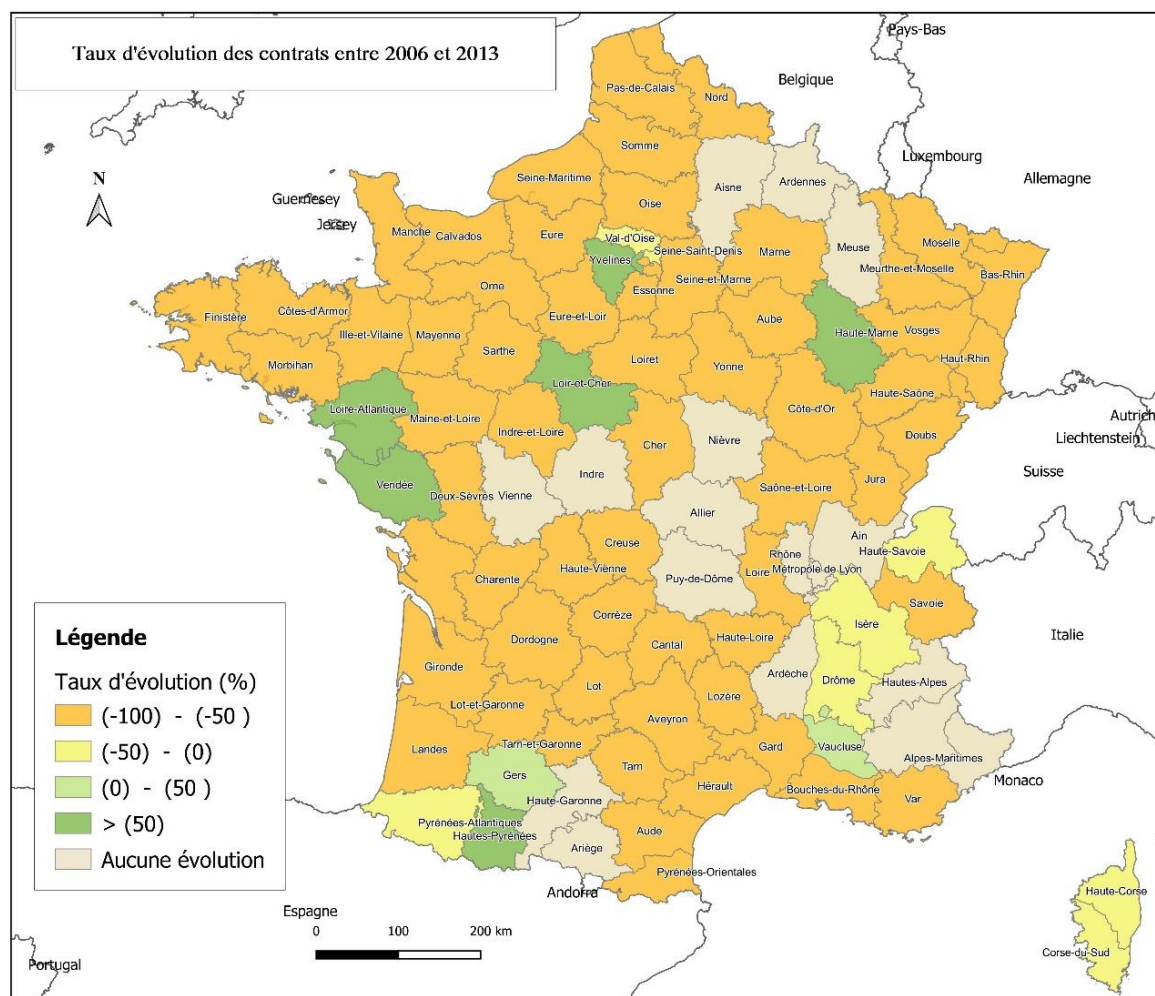 Taux d'évolution des contrats entre 2006 et 2013
Pays-Bas
Belgique
Pas-de-Calais
Nord
Somme
Luxembourg
Allemagne
Seine-Maritime
Aisne
Ardennes
N
Guernesey
Jersey
Oise
Manche
Calvados
Eure
Val-d'Oise
Seine-Saint-Denis
Marne
Meuse
Moselle
Yvelines
Meurthe-et-Moselle
Bas-Rhin
Seine-et-Marne
Essonne
Orne
Finistère
Côtes-d'Armor
Eure-et-Loir
Aube
Ille-et-Vilaine
Mayenne
Haute-Marne
Vosges
Sarthe
Morbihan
Loiret
Yonne
Haut-Rhin
Loir-et-Cher
Haute-Saône
Loire-Atlantique
Maine-et-Loire
Côte-d'Or
Autrich
Indre-et-Loire
Doubs
Liechtenstein
Cher
Nièvre
Suisse
Vendée
Deux-Sèvres
Vienne
Indre
Saône-et-Loire
Jura
Allier
Ain
Creuse
Rhône
Haute-Savoie
Haute-Vienne
Métropole de Lyon
Charente
Puy-de-Dôme
Loire
Savoie
Corrèze
Isère
Italie
Dordogne
Cantal
Haute-Loire
Gironde
Ardèche
Drôme
Hautes-Alpes
Lot
Lozère
Lot-et-Garonne
Aveyron
Landes
Tarn-et-Garonne
Gard
Vaucluse
Alpes-Maritimes
Gers
Tarn
Monaco
Hérault
Bouches-du-Rhône
Var
Haute-Garonne
Pyrénées-Atlantiques
Hautes-Pyrénées
Aude
Ariège
Pyrénées-Orientales
Andorra
Haute-Corse
Corse-du-Sud
Espagne
Portugal
Légende
Taux d'évolution (%)
(-100) - (-50 )
(-50) - (0)
(0) - (50 )
> (50)
Aucune évolution
0 100 200 km